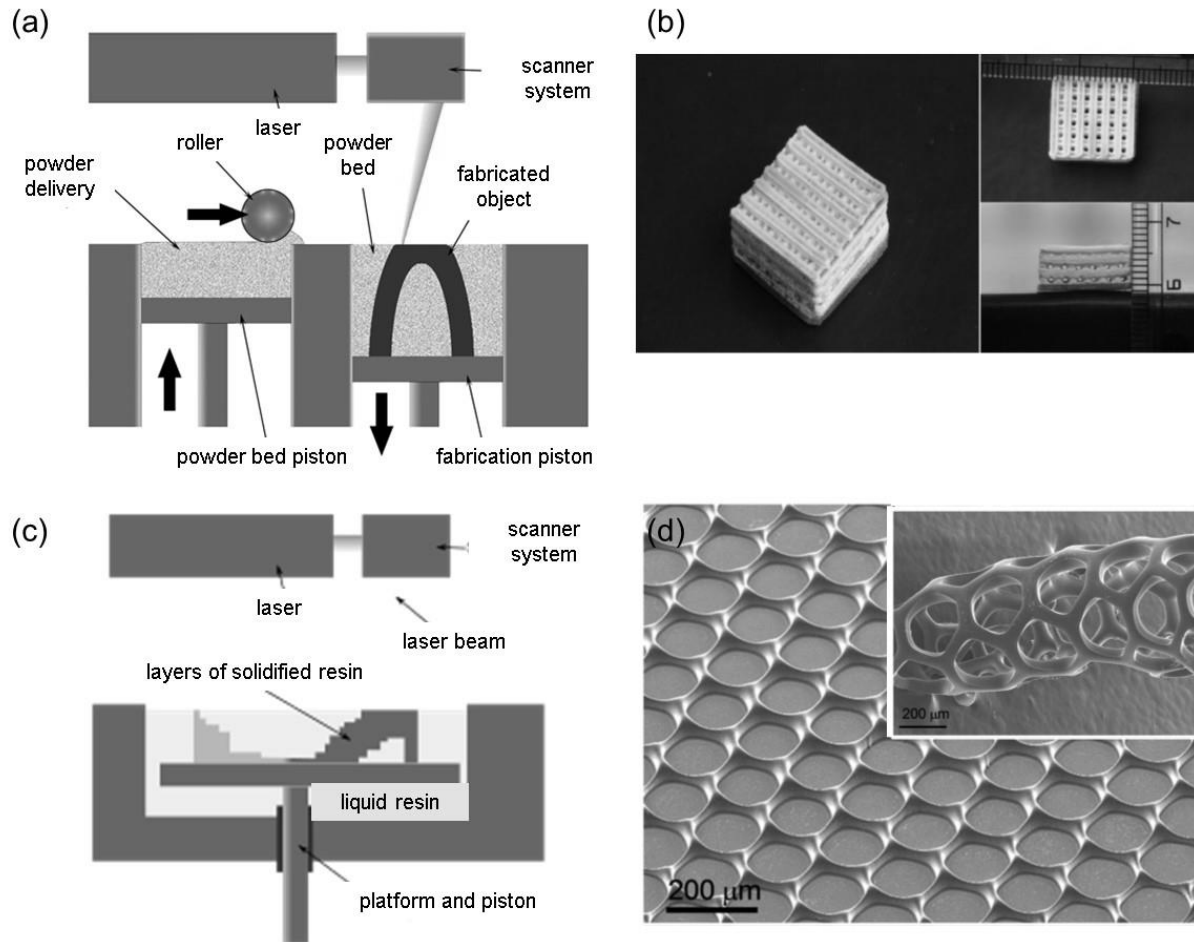 (a)
scanner
system
laser
roller
powder
bed
powder
delivery
fabricated
object
powder bed piston
fabrication piston
(b)
7
6
(c)
scanner
system
laser
laser beam
layers of solidified resin
liquid resin
platform and piston
(d)
200 μm
200 μm